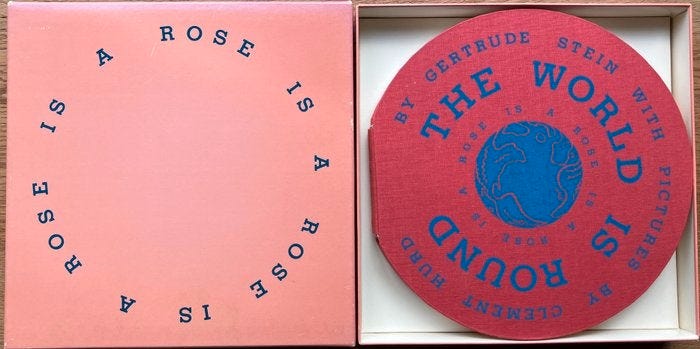 A ROSE IS A ROSE IS A ROSE IS
BY GERTRUDE STEIN WITH PICTURES BY CLEMENT HURD
THE WORLD IS ROUND
ROSE IS A ROSE IS A ROSE IS A